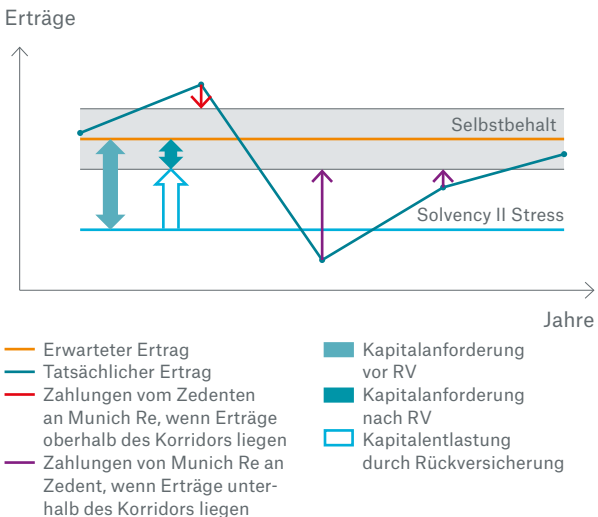 Erträge
Selbstbehalt
Solvency II Stress
Jahre
Erwarteter Ertrag
Tatsächlicher Ertrag
Zahlungen vom Zedenten
an Munich Re, wenn Erträge
oberhalb des Korridors liegen
Zahlungen von Munich Re an
Zedent, wenn Erträge unter-
halb des Korridors liegen
Kapitalanforderung
vor RV
Kapitalanforderung
nach RV
Kapitalentlastung
durch Rückversicherung